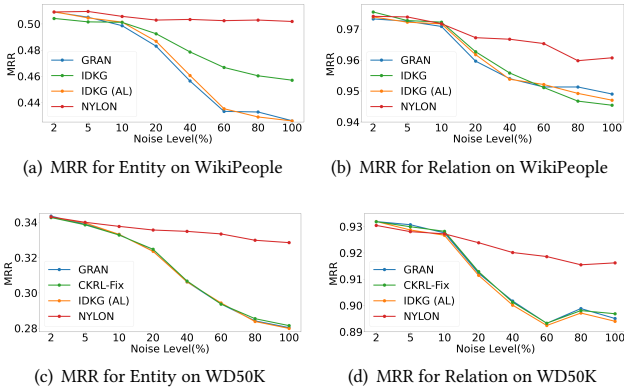 0.50
0.48
0.46
0.44
MRR
GRAN
IDKG
IDKG (AL)
NYLON
2 5 10 20 40 60 80 100
Noise Level(%)
(a) MRR for Entity on WikiPeople
0.97
0.96
0.95
0.94
MRR
GRAN
IDKG
IDKG (AL)
NYLON
2 5 10 20 40 60 80 100
Noise Level(%)
(b) MRR for Relation on WikiPeople
0.34
0.32
0.30
0.28
MRR
GRAN
CKRL-Fix
IDKG (AL)
NYLON
2 5 10 20 40 60 80 100
Noise Level(%)
(c) MRR for Entity on WD50K
0.93
0.92
0.91
0.90
0.89
MRR
GRAN
CKRL-Fix
IDKG (AL)
NYLON
2 5 10 20 40 60 80 100
Noise Level(%)
(d) MRR for Relation on WD50K